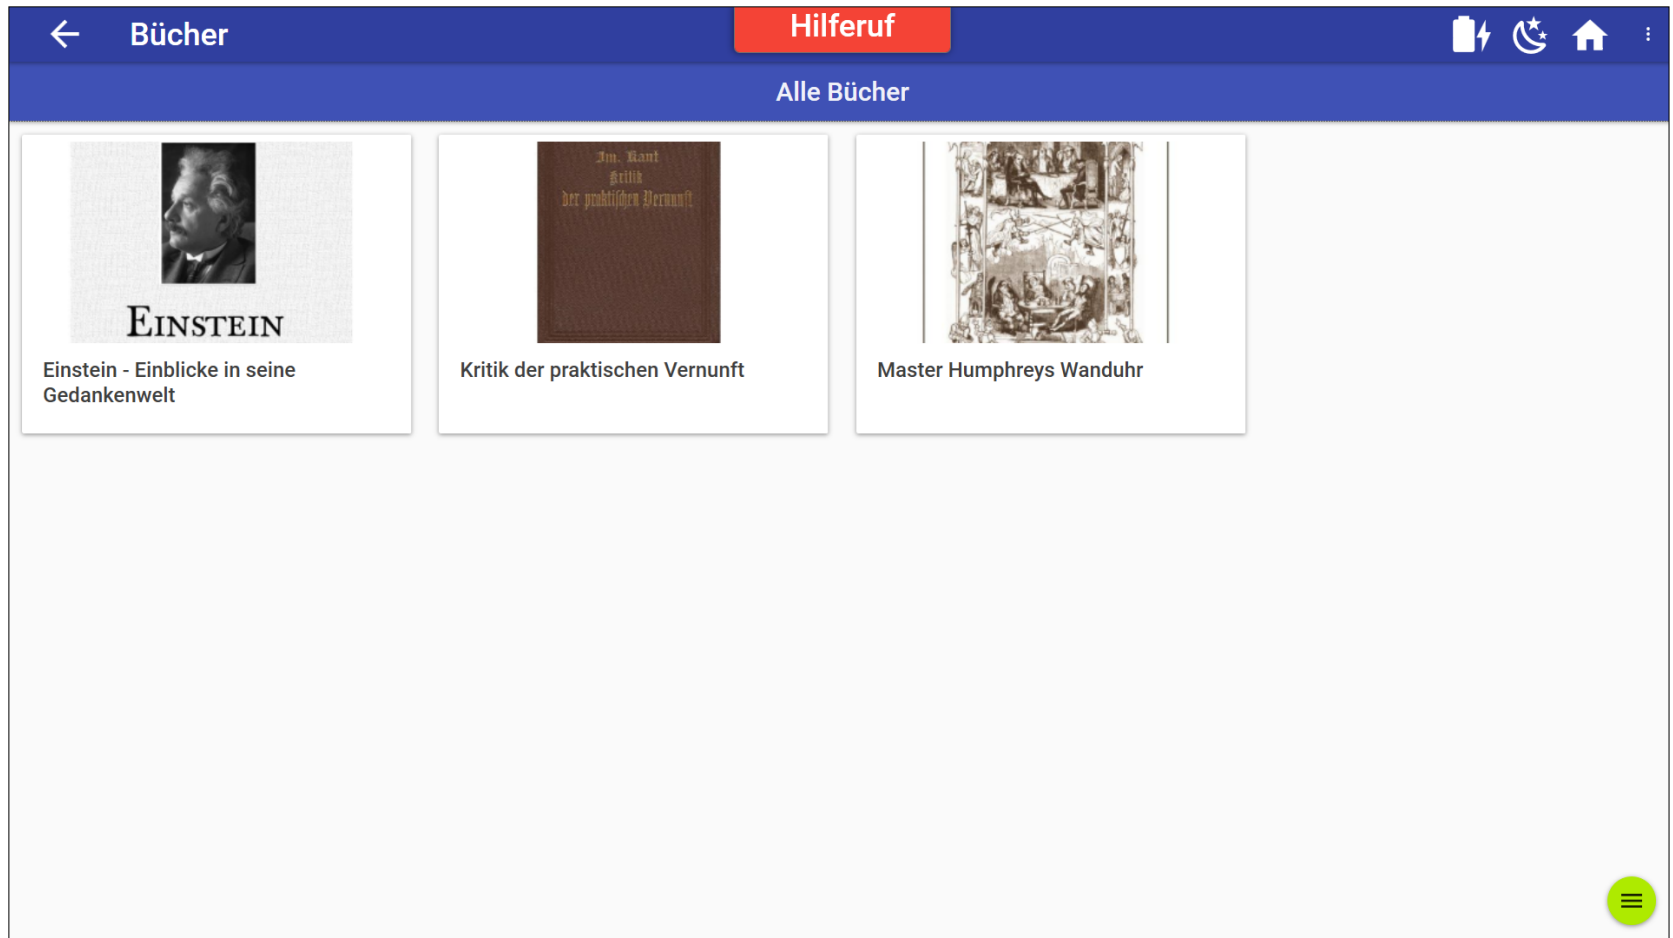 Bücher
Hilferuf
Alle Bücher
EINSTEIN
Im. Kant
Kritik
der praktischen Vernunft
Einstein - Einblicke in seine
Gedankenwelt
Kritik der praktischen Vernunft
Master Humphreys Wanduhr